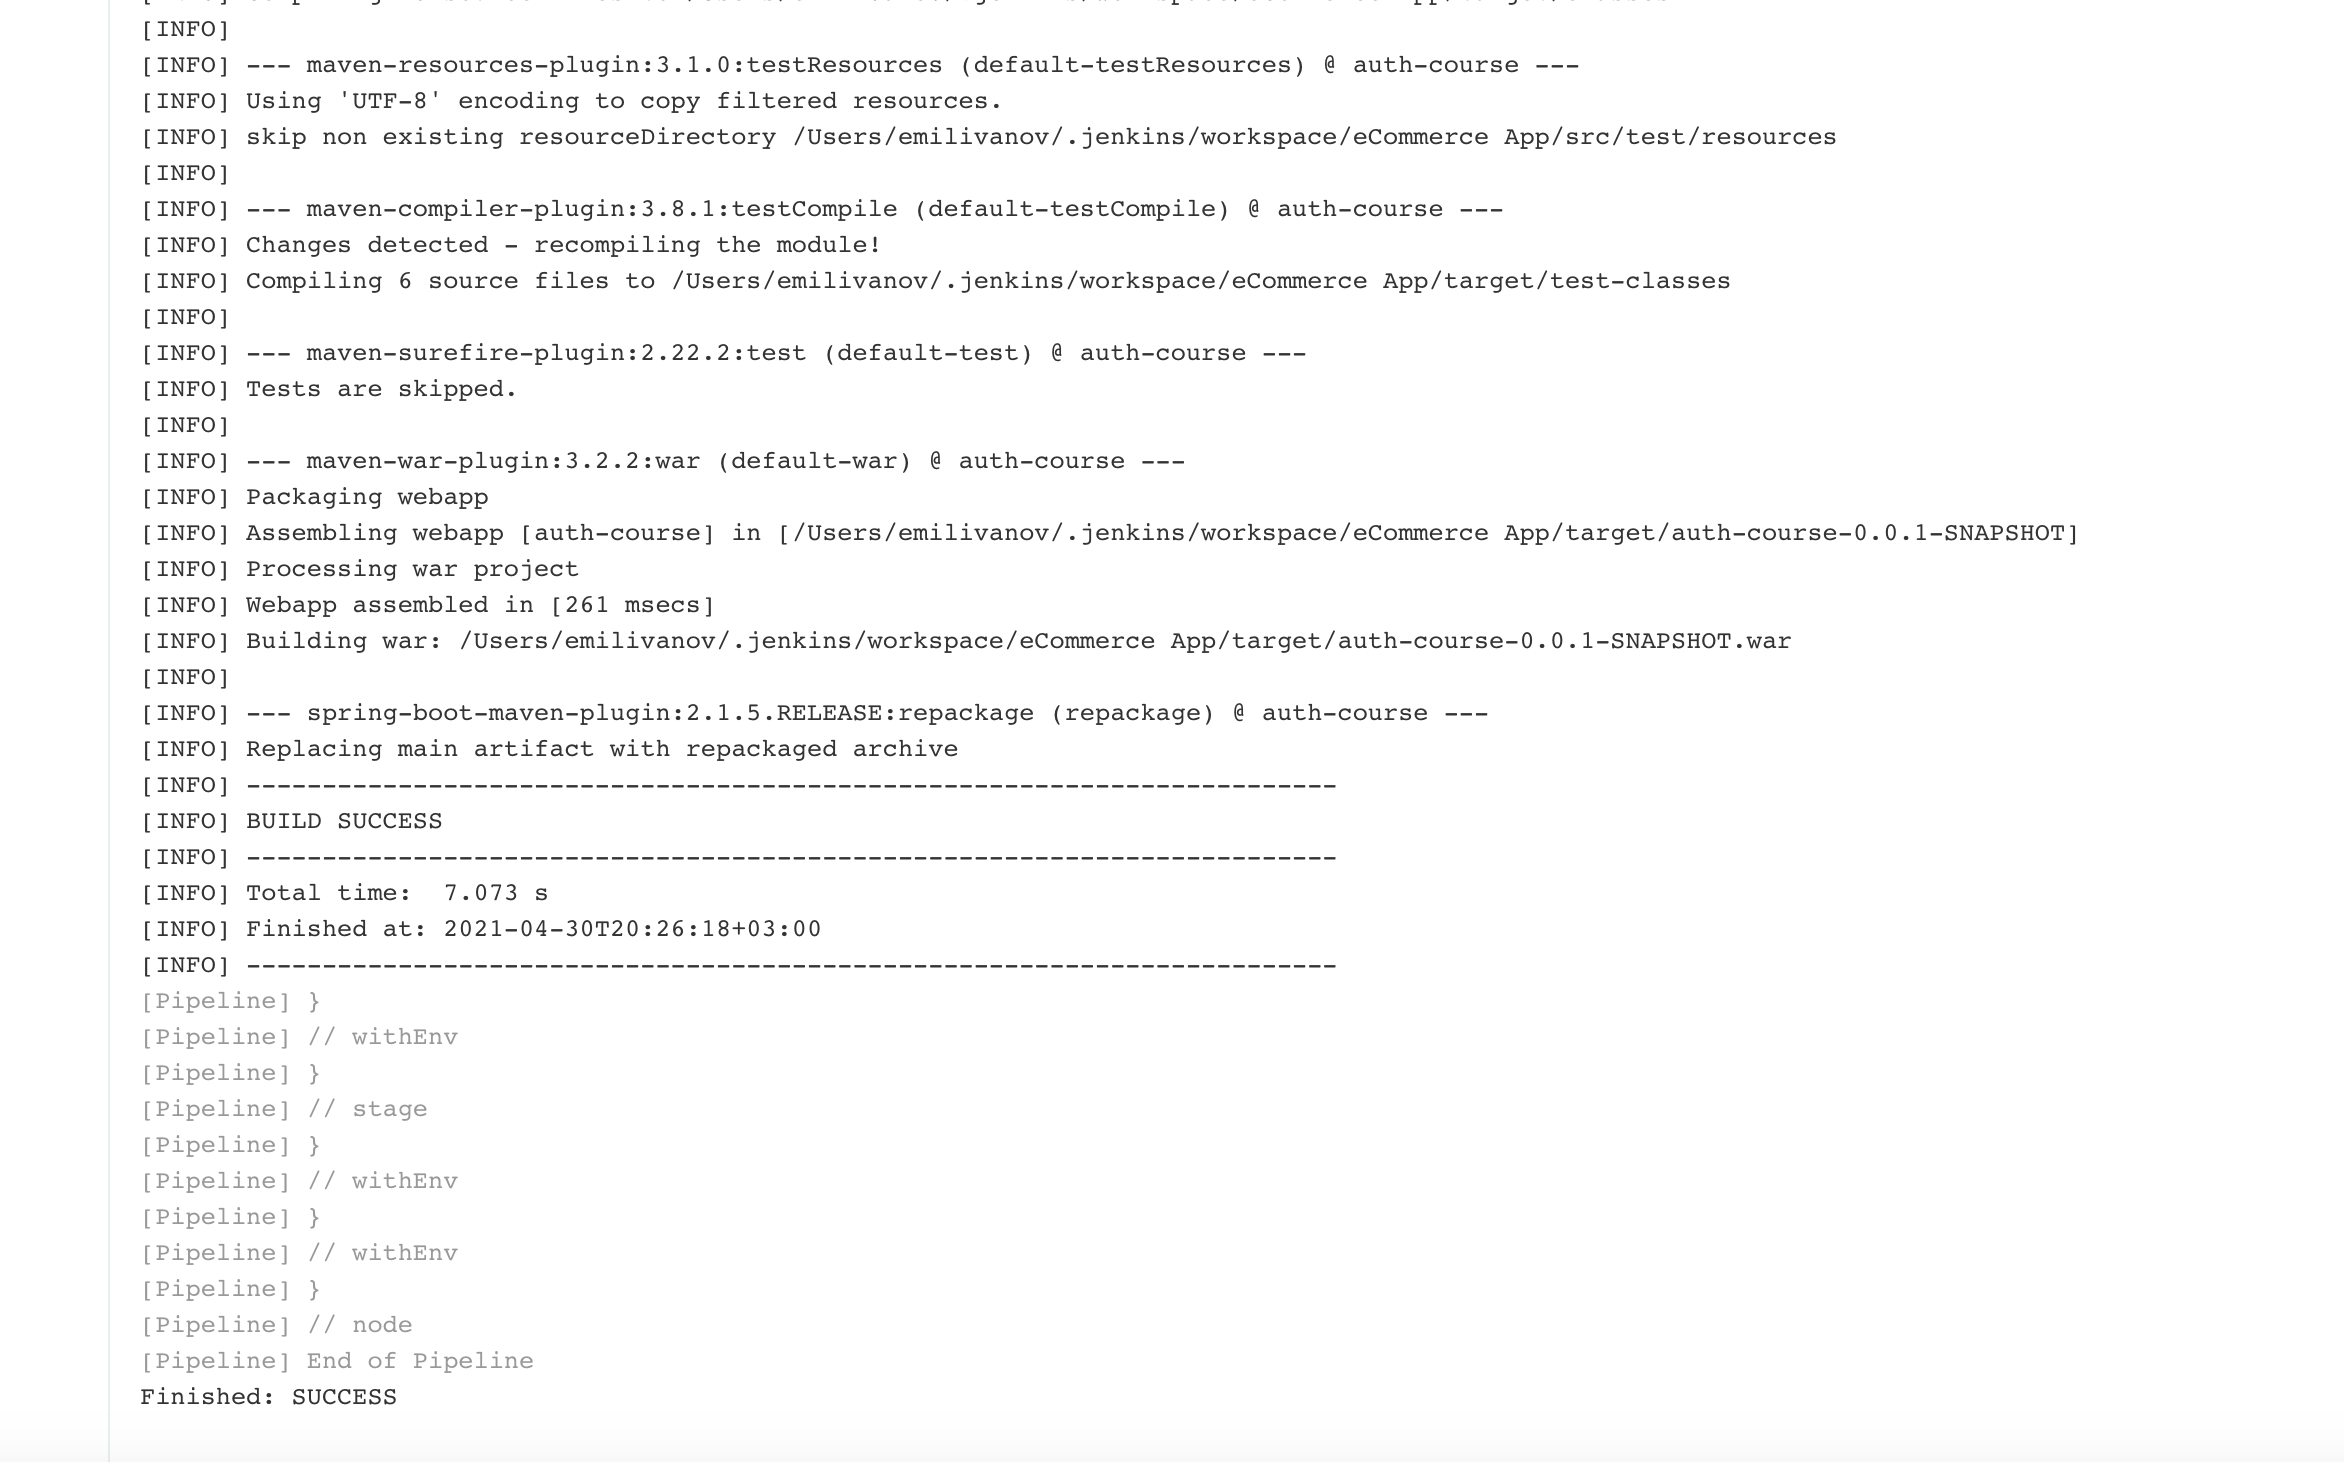 [INFO]
[INFO] --- maven-resources-plugin:3.1.0:testResources (default-testResources) @ auth-course ---
[INFO] Using 'UTF-8' encoding to copy filtered resources.
[INFO] skip non existing resourceDirectory /Users/emilivanov/.jenkins/workspace/eCommerce App/src/test/resources
[INFO]
[INFO] --- maven-compiler-plugin:3.8.1:testCompile (default-testCompile) @ auth-course ---
[INFO] Changes detected - recompiling the module!
[INFO] Compiling 6 source files to /Users/emilivanov/.jenkins/workspace/eCommerce App/target/test-classes
[INFO]
[INFO] --- maven-surefire-plugin:2.22.2:test (default-test) @ auth-course ---
[INFO] Tests are skipped.
[INFO]
[INFO] --- maven-war-plugin:3.2.2:war (default-war) @ auth-course ---
[INFO] Packaging webapp
[INFO] Assembling webapp [auth-course] in [/Users/emilivanov/.jenkins/workspace/eCommerce App/target/auth-course-0.0.1-SNAPSHOT]
[INFO] Processing war project
[INFO] Webapp assembled in [261 msecs]
[INFO] Building war: /Users/emilivanov/.jenkins/workspace/eCommerce App/target/auth-course-0.0.1-SNAPSHOT.war
[INFO]
[INFO] --- spring-boot-maven-plugin:2.1.5.RELEASE:repackage (repackage) @ auth-course ---
[INFO] Replacing main artifact with repackaged archive
[INFO] ------------------------------------------------------------------------
[INFO] BUILD SUCCESS
[INFO] ------------------------------------------------------------------------
[INFO] Total time:  7.073 s
[INFO] Finished at: 2021-04-30T20:26:18+03:00
[INFO] ------------------------------------------------------------------------
[Pipeline] }
[Pipeline] // withEnv
[Pipeline] }
[Pipeline] // stage
[Pipeline] }
[Pipeline] // withEnv
[Pipeline] }
[Pipeline] // withEnv
[Pipeline] }
[Pipeline] // node
[Pipeline] End of Pipeline
Finished: SUCCESS